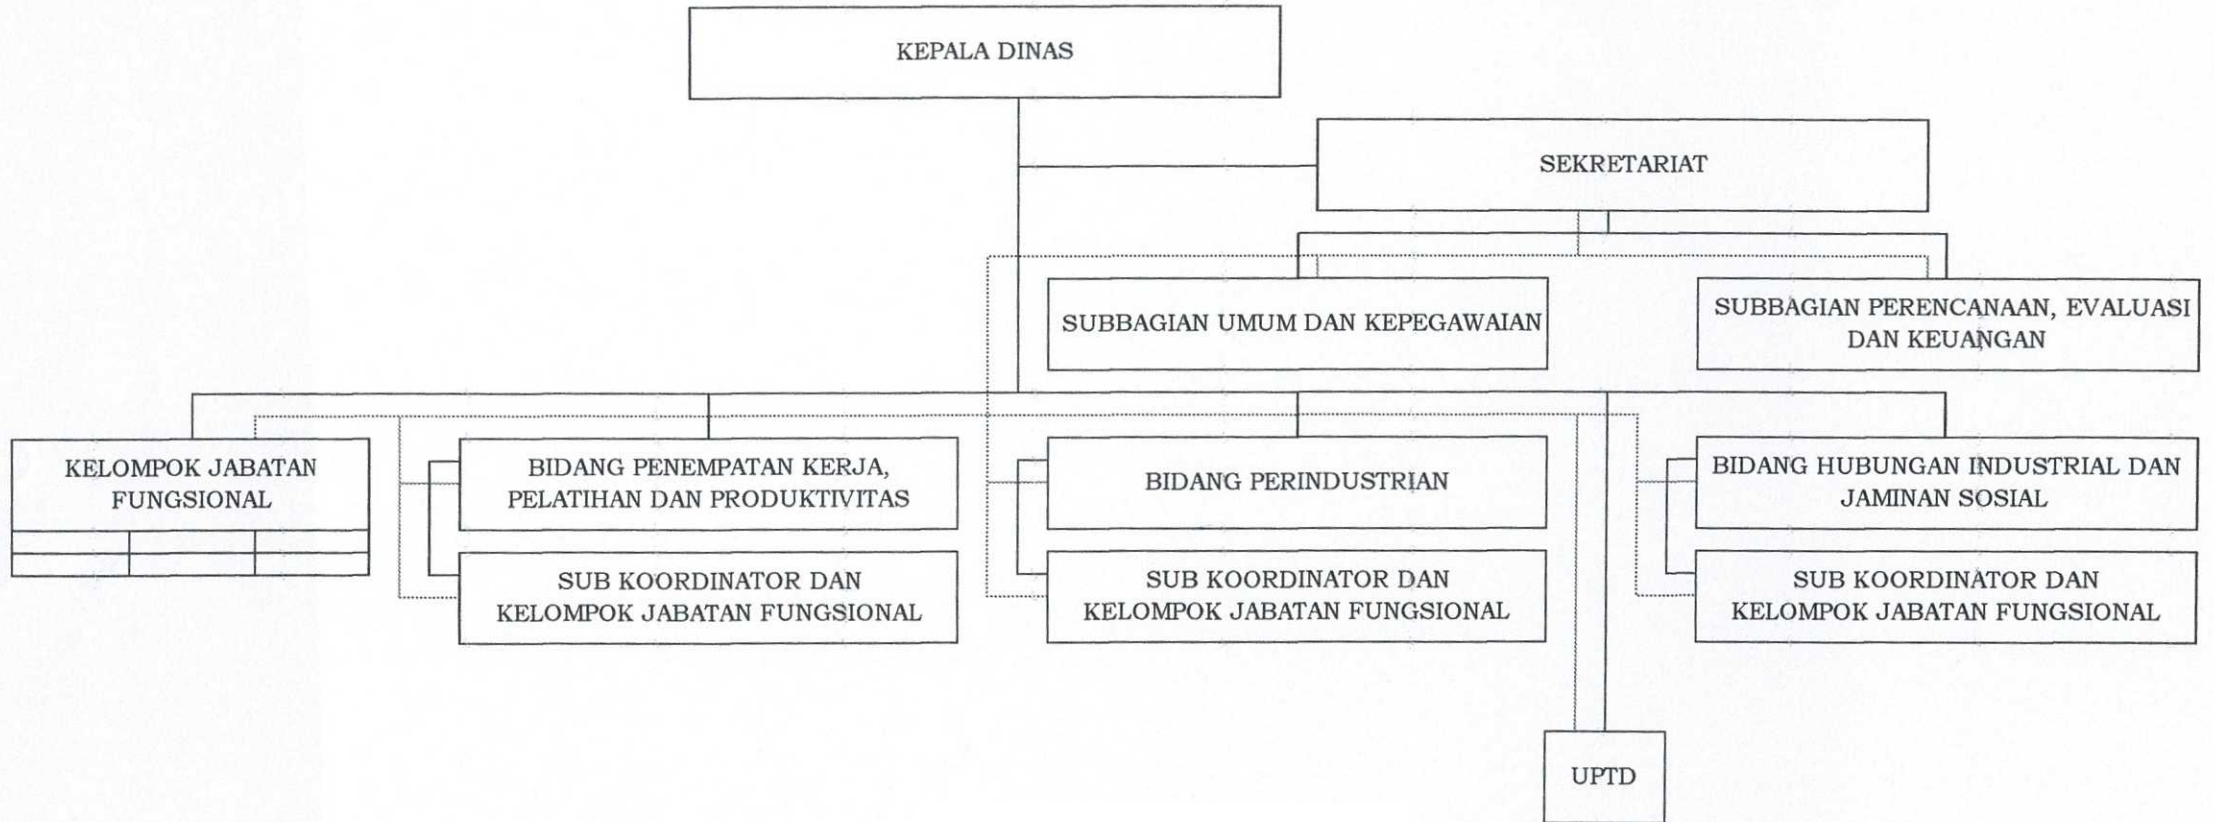 KEPALA DINAS
SEKRETARIAT
SUBBAGIAN UMUM DAN KEPEGAWAIAN
SUBBAGIAN PERENCANAAN, EVALUASI
DAN KEUANGAN
KELOMPOK JABATAN
FUNGSIONAL
BIDANG PENEMPATAN KERJA,
PELATIHAN DAN PRODUKTIVITAS
BIDANG PERINDUSTRIAN
BIDANG HUBUNGAN INDUSTRIAL DAN
JAMINAN SOSIAL
SUB KOORDINATOR DAN
KELOMPOK JABATAN FUNGSIONAL
SUB KOORDINATOR DAN
KELOMPOK JABATAN FUNGSIONAL
SUB KOORDINATOR DAN
KELOMPOK JABATAN FUNGSIONAL
UPTD